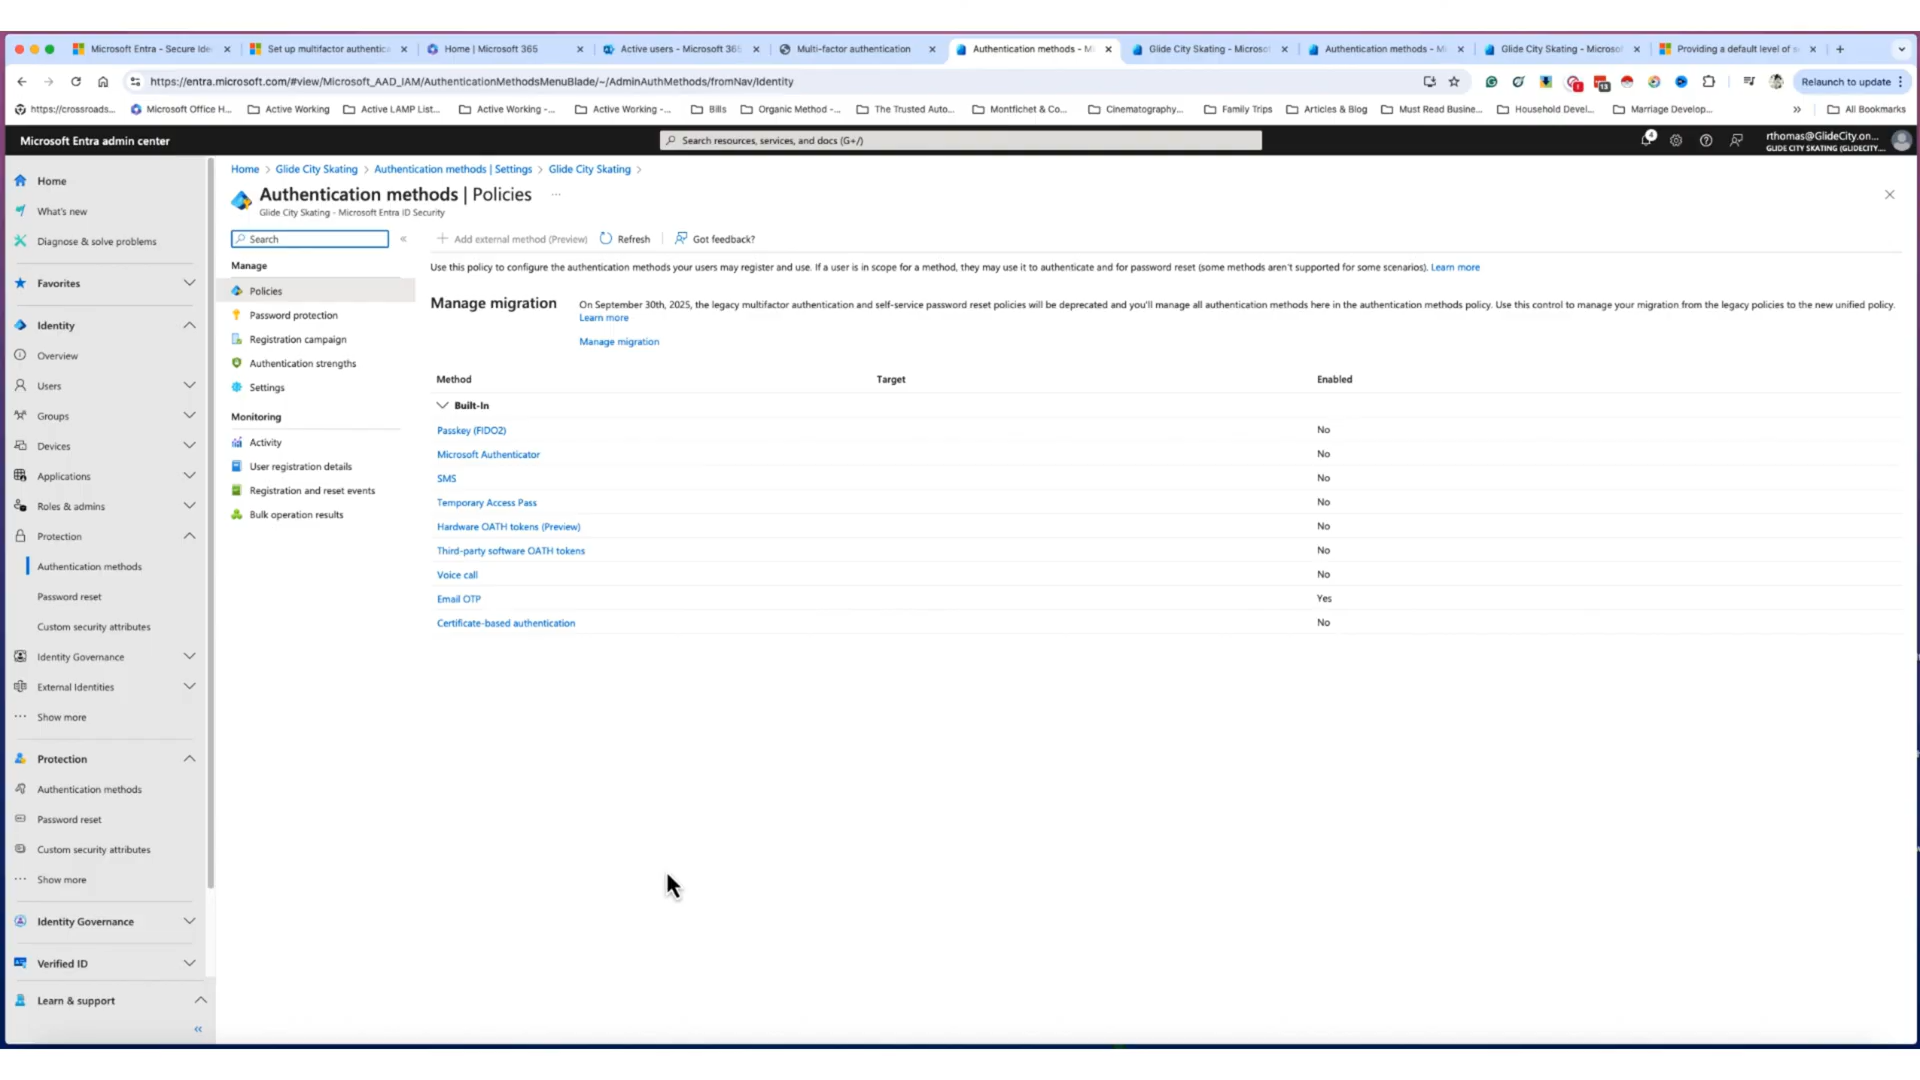 Microsoft Entra - Secure Ide
Set up multifactor authentica
Home | Microsoft 365
Active users - Microsoft 365
Multi-factor authentication
Authentication methods - M
Glide City Skating - Microsof
Authentication methods - Mi
Glide City Skating - Microsof
Providing a default level of s
https://entra.microsoft.com/#view/Microsoft_AAD_IAM/AuthenticationMethodsMenuBlade/~/AdminAuthMethods/fromNav/Identity
Relaunch to update
https://crossroads...
Microsoft Office H...
Active Working
Active LAMP List...
Active Working -...
Active Working -...
Bills
Organic Method -...
The Trusted Auto...
Montfichet & Co...
Cinematography...
Family Trips
Articles & Blog
Must Read Busine...
Household Devel...
Marriage Develop...
»
All Bookmarks
Microsoft Entra admin center
Search resources, services, and docs (G+/)
4
rthomas@GlideCity.on...
GLIDE CITY SKATING (GLIDECITY....
Home
What's new
Diagnose & solve problems
Favorites
Identity
Overview
Users
Groups
Devices
Applications
Roles & admins
Protection
Authentication methods
Password reset
Custom security attributes
Identity Governance
External Identities
Show more
Protection
Authentication methods
Password reset
Custom security attributes
Show more
Identity Governance
Verified ID
Learn & support
«
Home > Glide City Skating > Authentication methods | Settings > Glide City Skating >
Authentication methods | Policies ...
Glide City Skating - Microsoft Entra ID Security
Search
«
Manage
Policies
Password protection
Registration campaign
Authentication strengths
Settings
Monitoring
Activity
User registration details
Registration and reset events
Bulk operation results
Add external method (Preview)
Refresh
Got feedback?
Use this policy to configure the authentication methods your users may register and use. If a user is in scope for a method, they may use it to authenticate and for password reset (some methods aren't supported for some scenarios). Learn more
Manage migration
On September 30th, 2025, the legacy multifactor authentication and self-service password reset policies will be deprecated and you'll manage all authentication methods here in the authentication methods policy. Use this control to manage your migration from the legacy policies to the new unified policy.
Learn more
Manage migration
Method Target Enabled
Built-In
Passkey (FIDO2) No
Microsoft Authenticator No
SMS No
Temporary Access Pass No
Hardware OATH tokens (Preview) No
Third-party software OATH tokens No
Voice call No
Email OTP Yes
Certificate-based authentication No